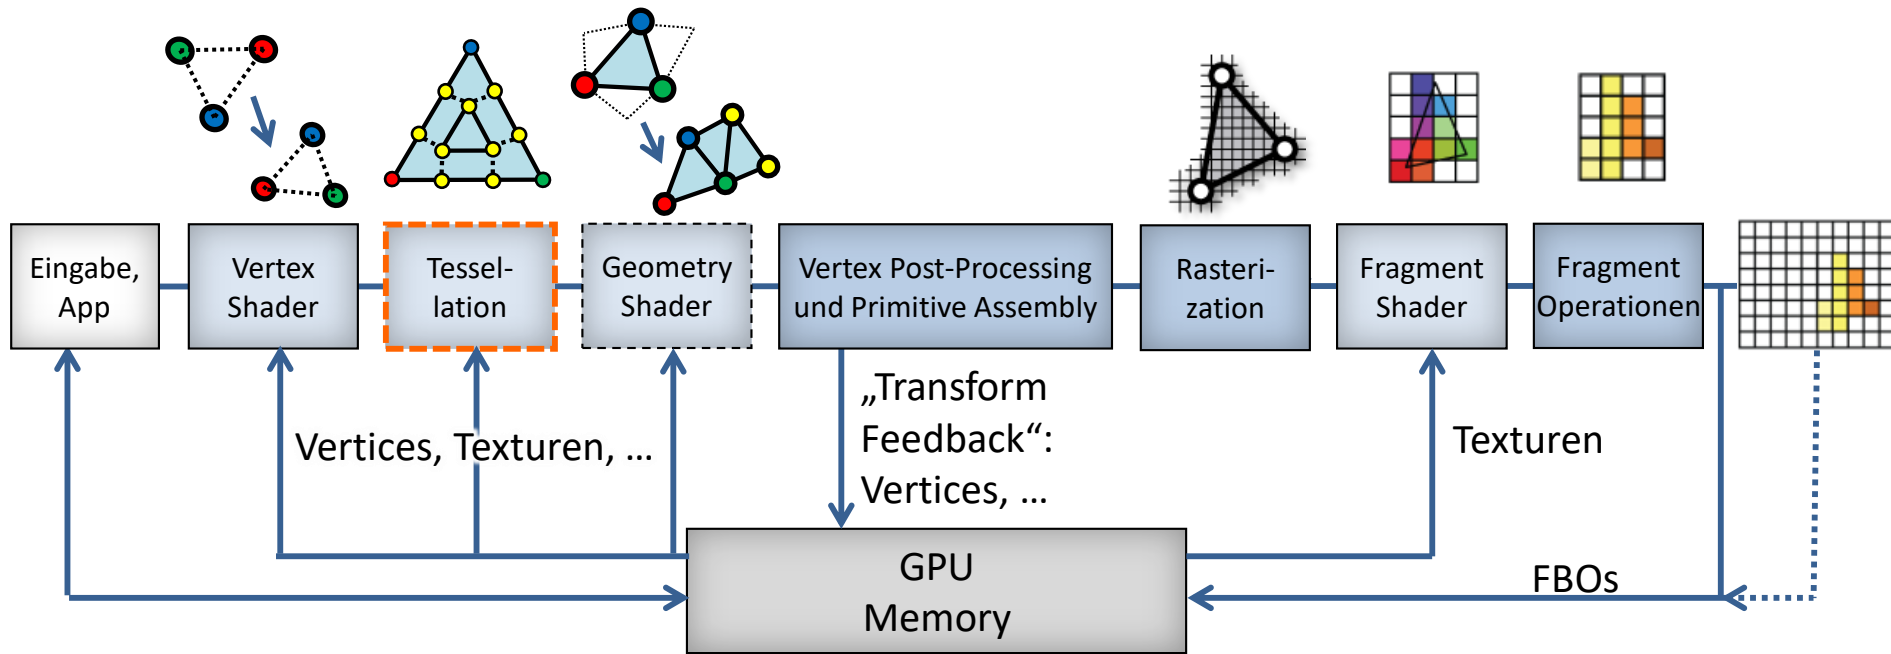 Eingabe,
App
Vertex
Shader
Tessel-
lation
Geometry
Shader
Vertex Post-Processing
und Primitive Assembly
Rasteri-
zation
Fragment
Shader
Fragment
Operationen
Vertices, Texturen, ...
„Transform
Feedback“:
Vertices, ...
Texturen
GPU
Memory
FBOs